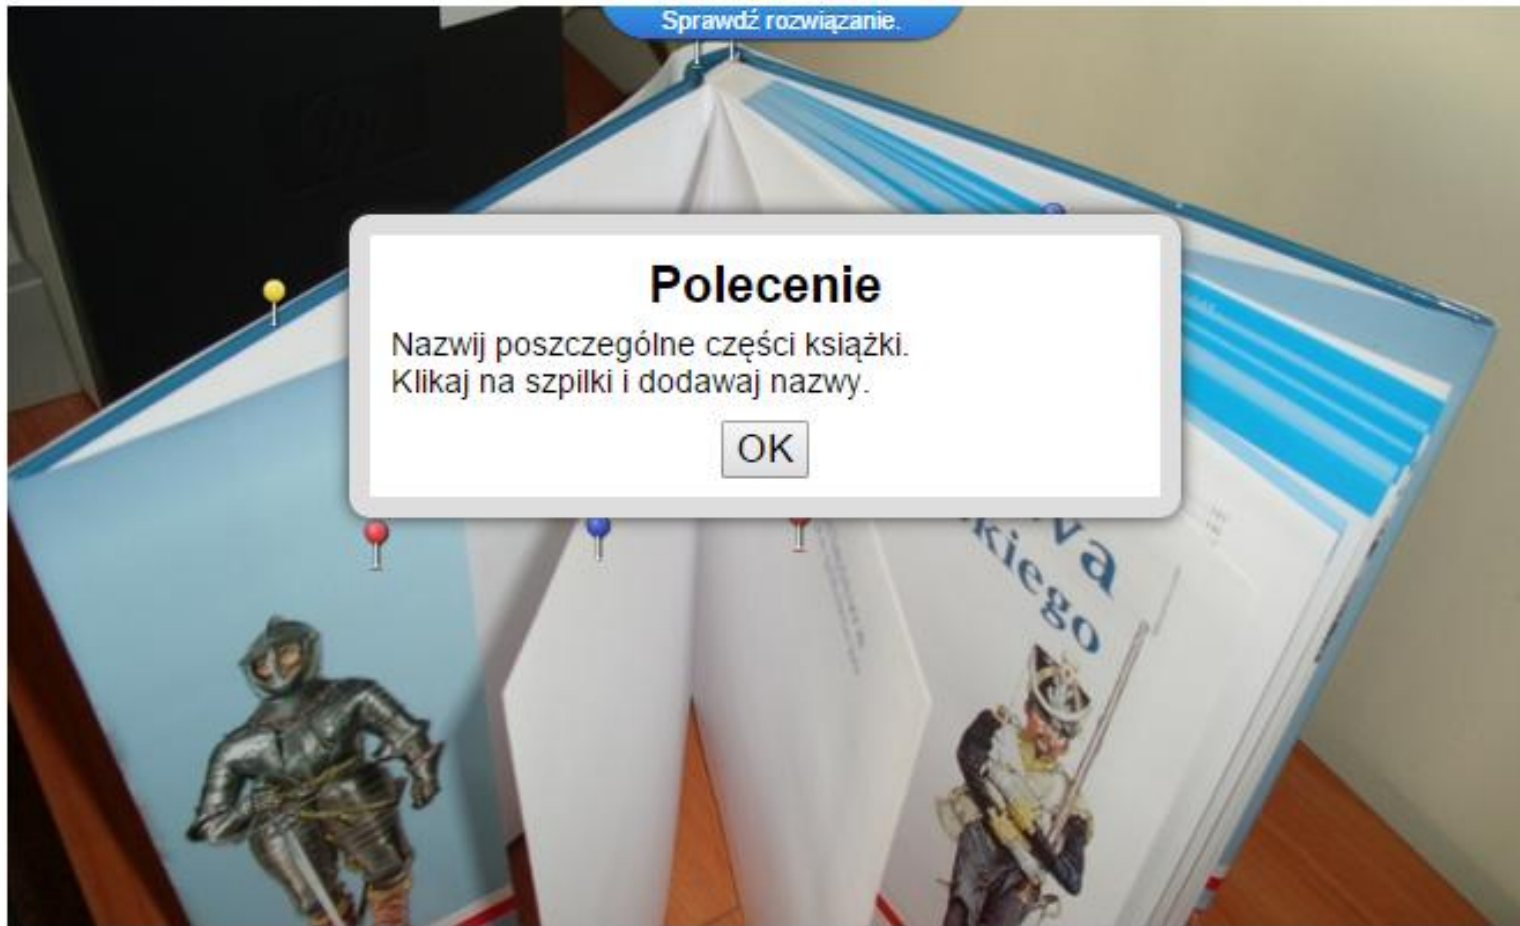 Sprawdź rozwiązanie.
Polecenie
Nazwij poszczególne części książki.
Klikaj na szpilki i dodawaj nazwy.
OK